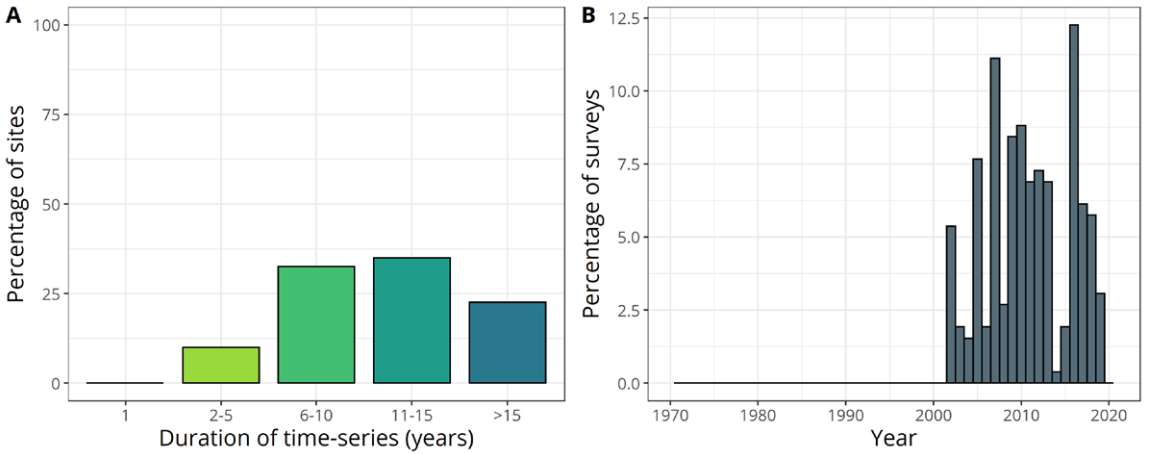 A
Percentage of sites
100
75
50
25
0
1 2-5 6-10 11-15 >15
Duration of time-series (years)
B
Percentage of surveys
12.5
10.0
7.5
5.0
2.5
0.0
1970 1980 1990 2000 2010 2020
Year